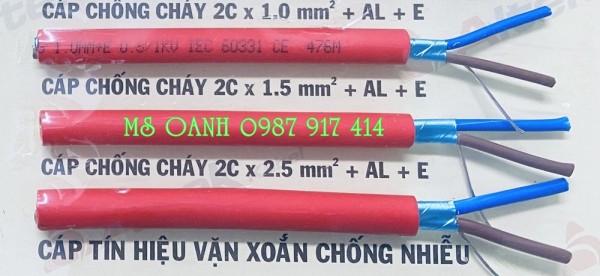 CÁP CHỐNG CHÁY 2C x 1.0 mm² + AL + E
1.0MM+E 0.6/1KV IEC 60331 CE 476M
CÁP CHỐNG CHÁY 2C x 1.5 mm² + AL + E
MS OANH 0987 917 414
CÁP CHỐNG CHÁY 2C x 2.5 mm² + AL + E
CÁP TÍN HIỆU VẶN XOẮN CHỐNG NHIỄU